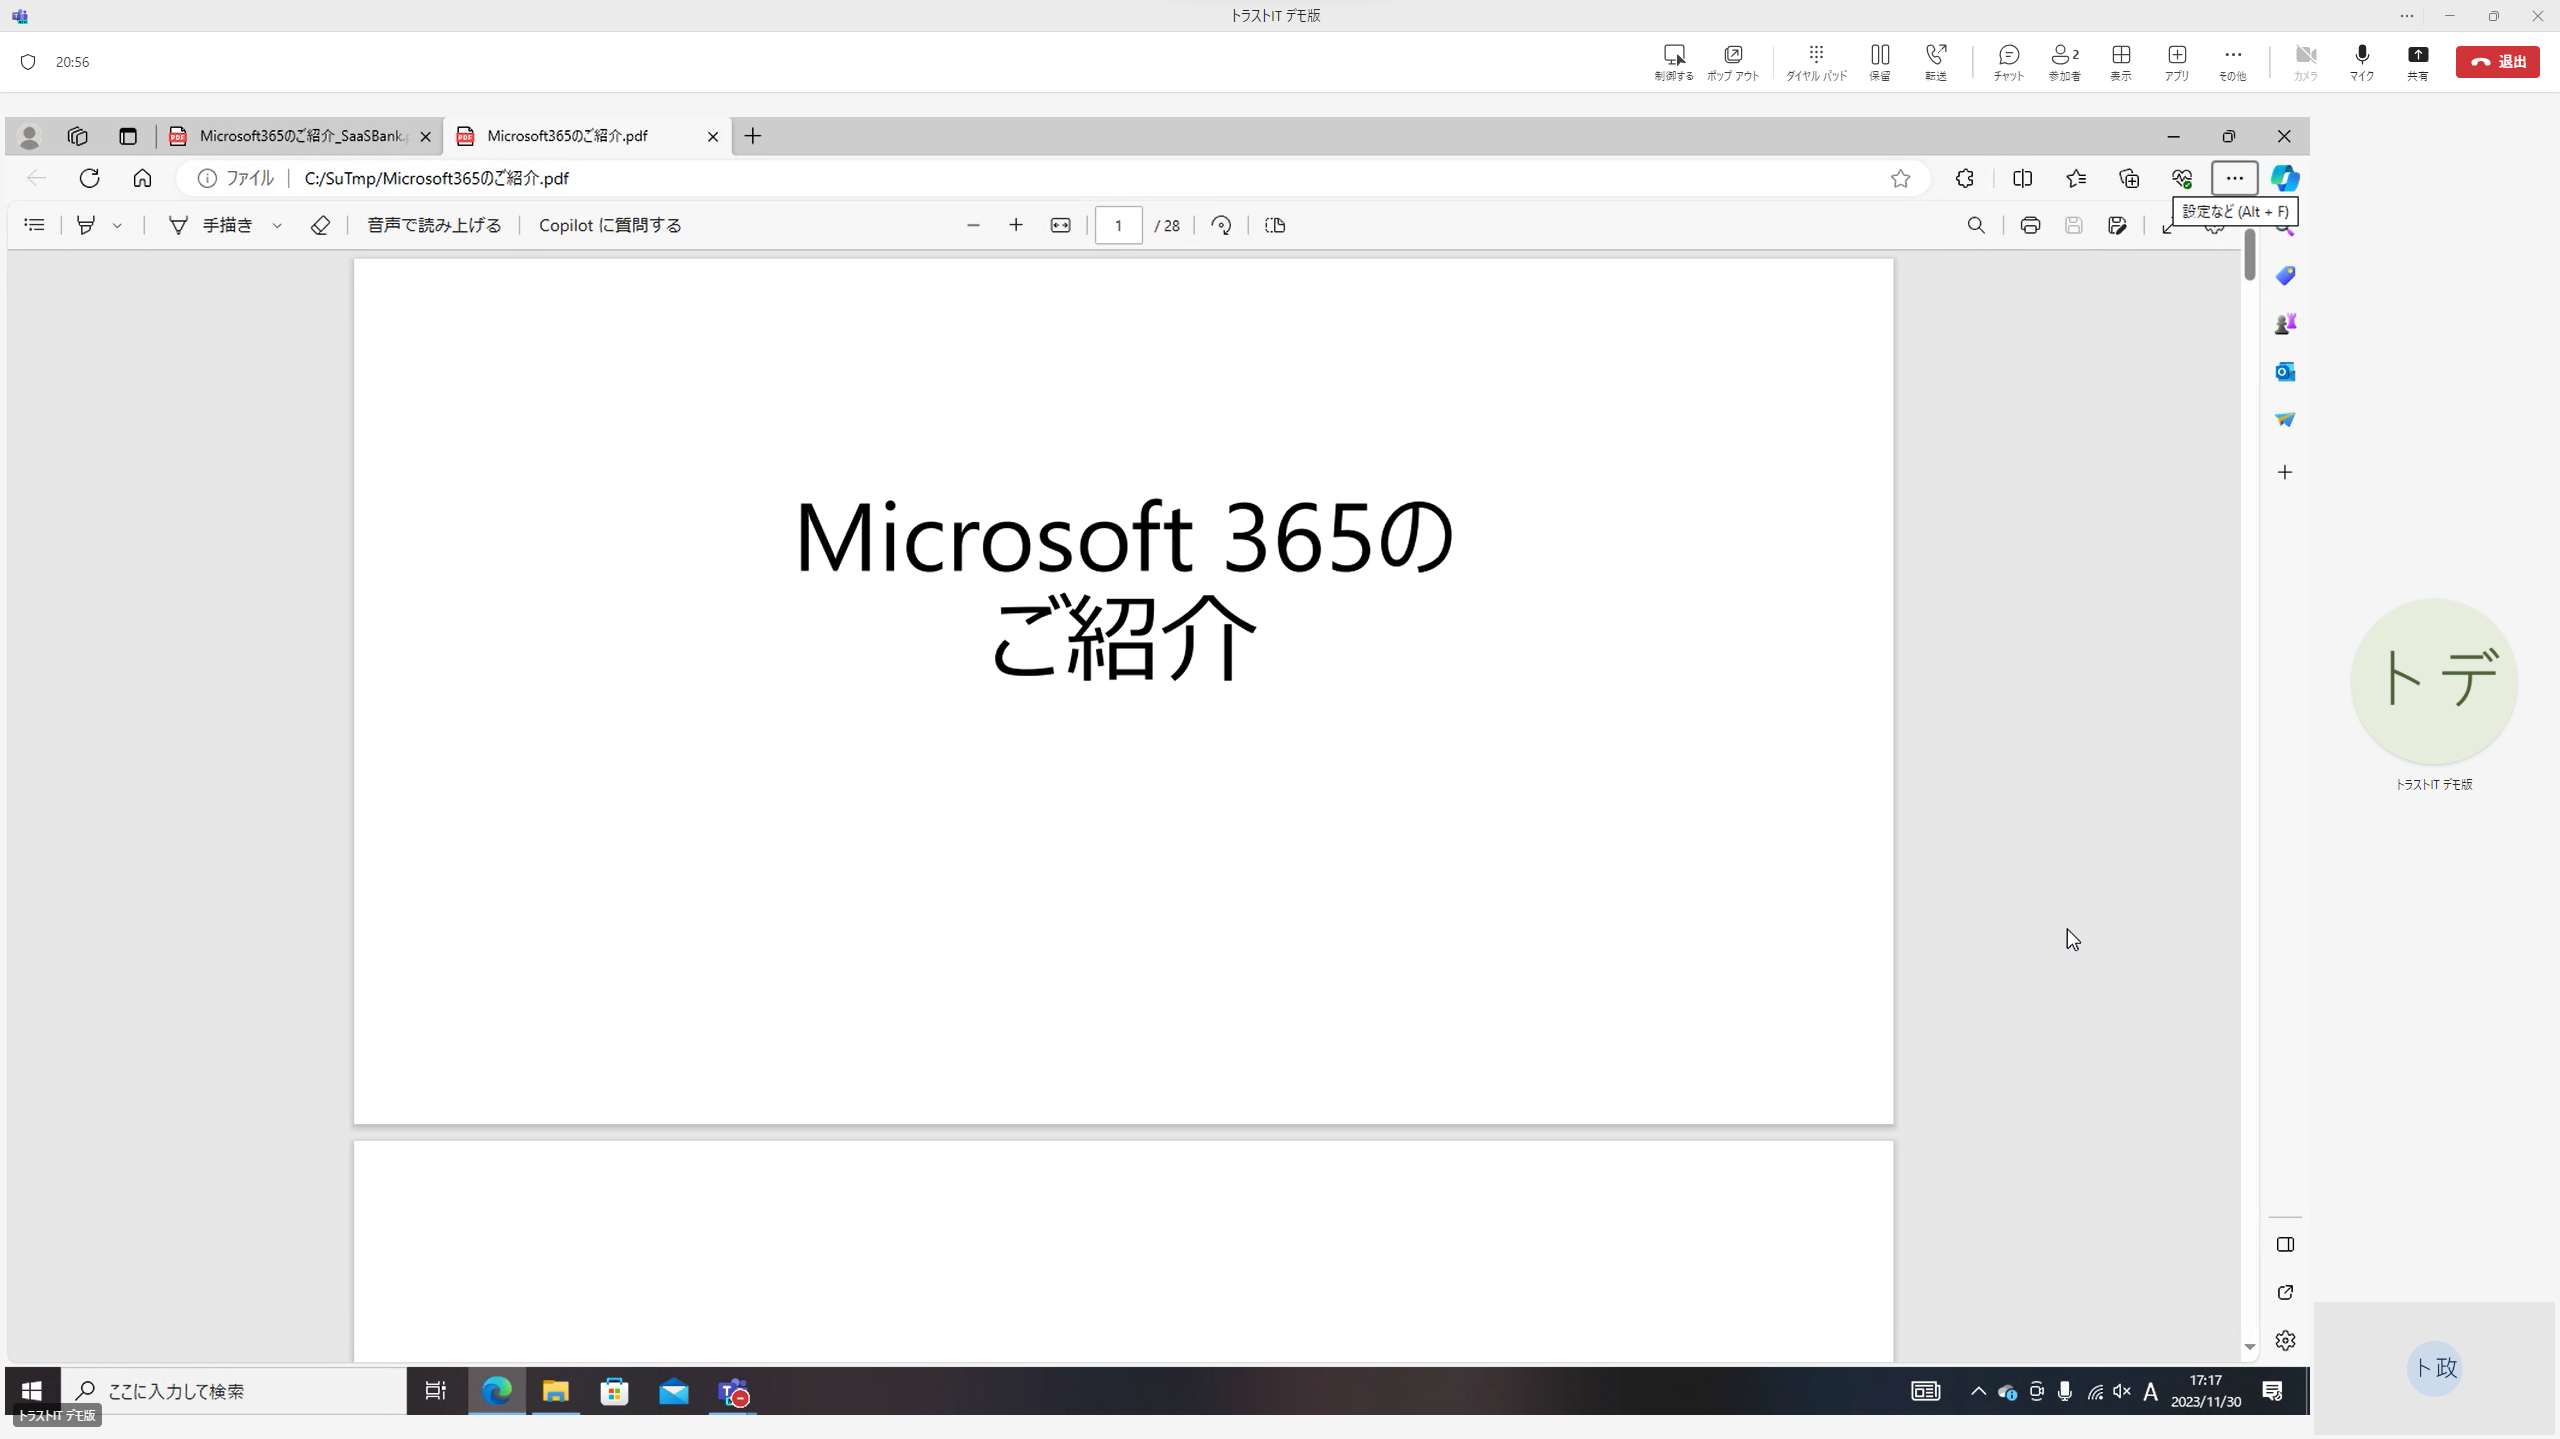 トラストIT デモ版
20:56
制御する
ポップ アウト
ダイヤル パッド
保留
転送
チャット
2
参加者
表示
アプリ
その他
カメラ
マイク
共有
退出
Microsoft365のご紹介_SaaSBank.p
Microsoft365のご紹介.pdf
ファイル
C:/SuTmp/Microsoft365のご紹介.pdf
手描き
音声で読み上げる
Copilot に質問する
1
/ 28
設定など (Alt + F)
Microsoft 365の
ご紹介
トデ
トラストIT デモ版
ト政
ここに入力して検索
A
17:17
2023/11/30
トラストIT デモ版